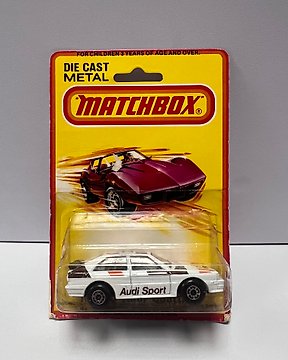 FOR CHILDREN 3 YEARS OF AGE AND OVER.
DIE CAST
METAL
MATCHBOX®
Audi Sport